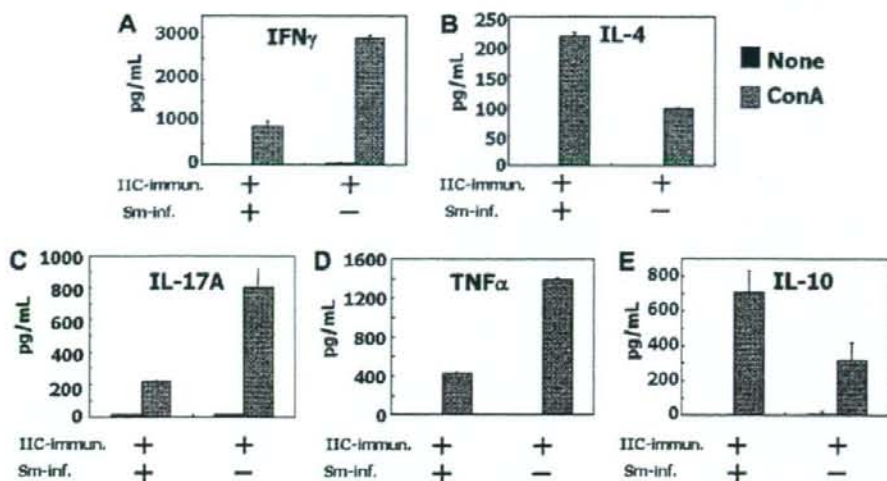 A
IFNγ
pg/mL
3000
2000
1000
0
IIC-immun. + +
Sm-inf. + −
B
IL-4
pg/mL
250
200
150
100
50
0
IIC-immun. + +
Sm-inf. + −
None
ConA
C
IL-17A
pg/mL
1000
800
600
400
200
0
IIC-immun. + +
Sm-inf. + −
D
TNFα
pg/mL
1600
1200
800
400
0
IIC-immun. + +
Sm-inf. + −
E
IL-10
pg/mL
800
600
400
200
0
IIC-immun. + +
Sm-inf. + −